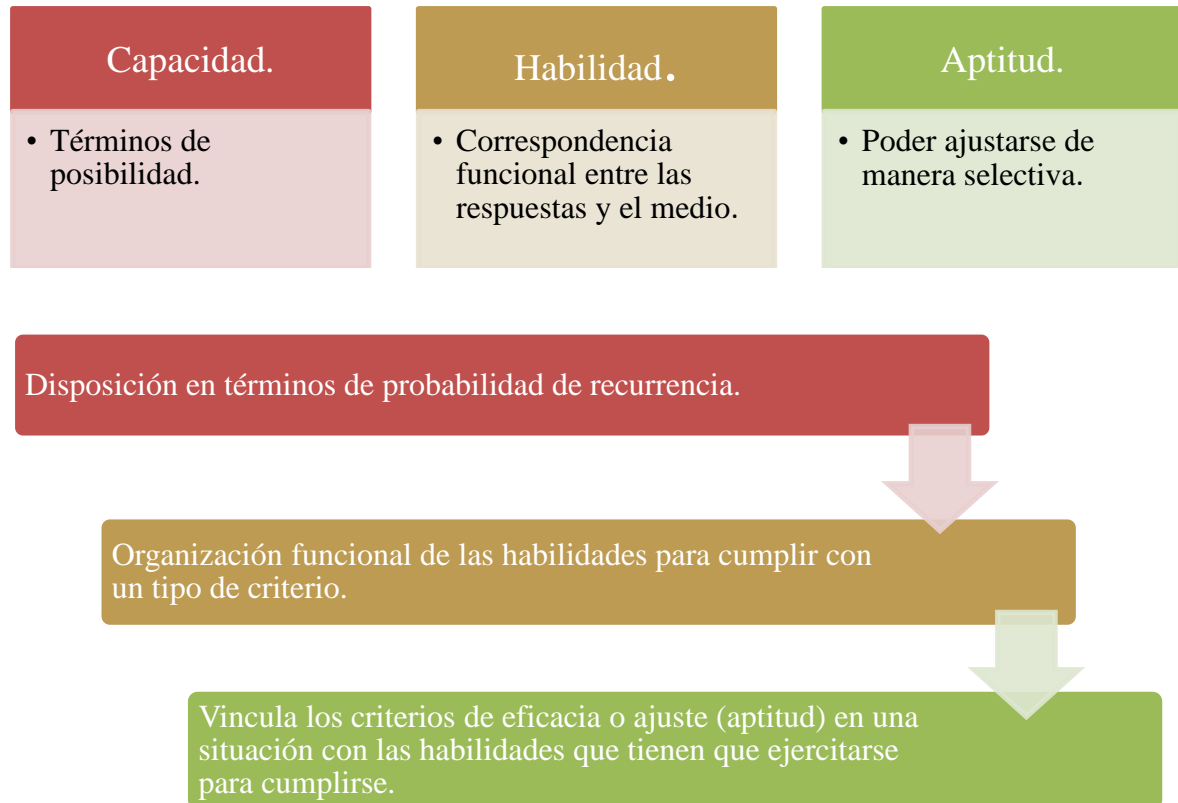 Capacidad.
• Términos de
posibilidad.
Habilidad.
• Correspondencia
funcional entre las
respuestas y el medio.
Aptitud.
• Poder ajustarse de
manera selectiva.
Disposición en términos de probabilidad de recurrencia.
Organización funcional de las habilidades para cumplir con
un tipo de criterio.
Vincula los criterios de eficacia o ajuste (aptitud) en una
situación con las habilidades que tienen que ejercitarse
para cumplirse.